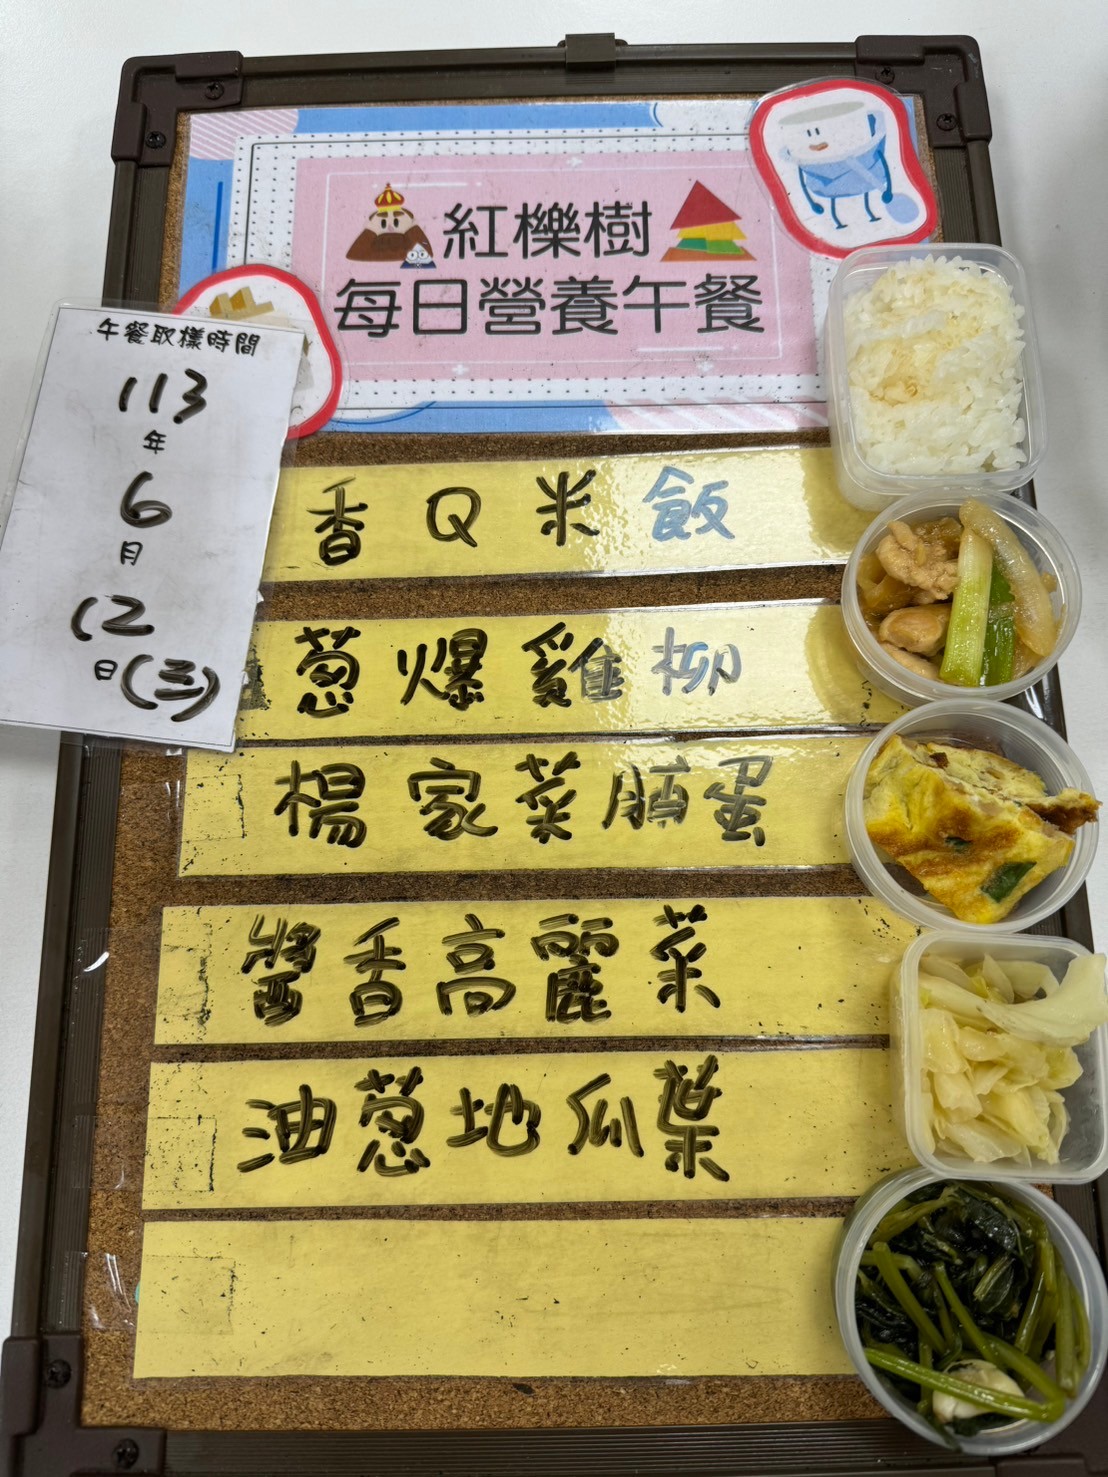 紅櫟樹
每日營養午餐
午餐取樣時間
113
年
6
月
12
日(三)
香Q米飯
蔥爆雞柳
楊家菜脯蛋
醬香高麗菜
油蔥地瓜葉